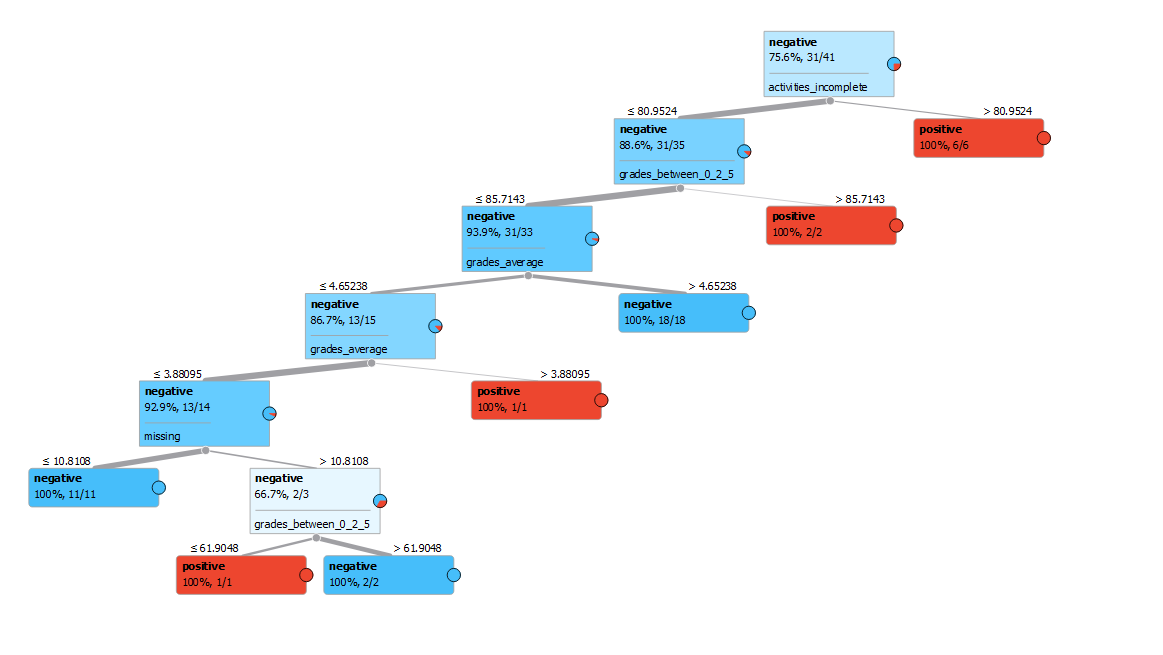 negative
75.6%, 31/41
activities_incomplete
≤ 80.9524
> 80.9524
negative
88.6%, 31/35
grades_between_0_2_5
positive
100%, 6/6
≤ 85.7143
> 85.7143
negative
93.9%, 31/33
grades_average
positive
100%, 2/2
≤ 4.65238
> 4.65238
negative
86.7%, 13/15
grades_average
negative
100%, 18/18
≤ 3.88095
> 3.88095
negative
92.9%, 13/14
missing
positive
100%, 1/1
≤ 10.8108
> 10.8108
negative
100%, 11/11
negative
66.7%, 2/3
grades_between_0_2_5
≤ 61.9048
> 61.9048
positive
100%, 1/1
negative
100%, 2/2